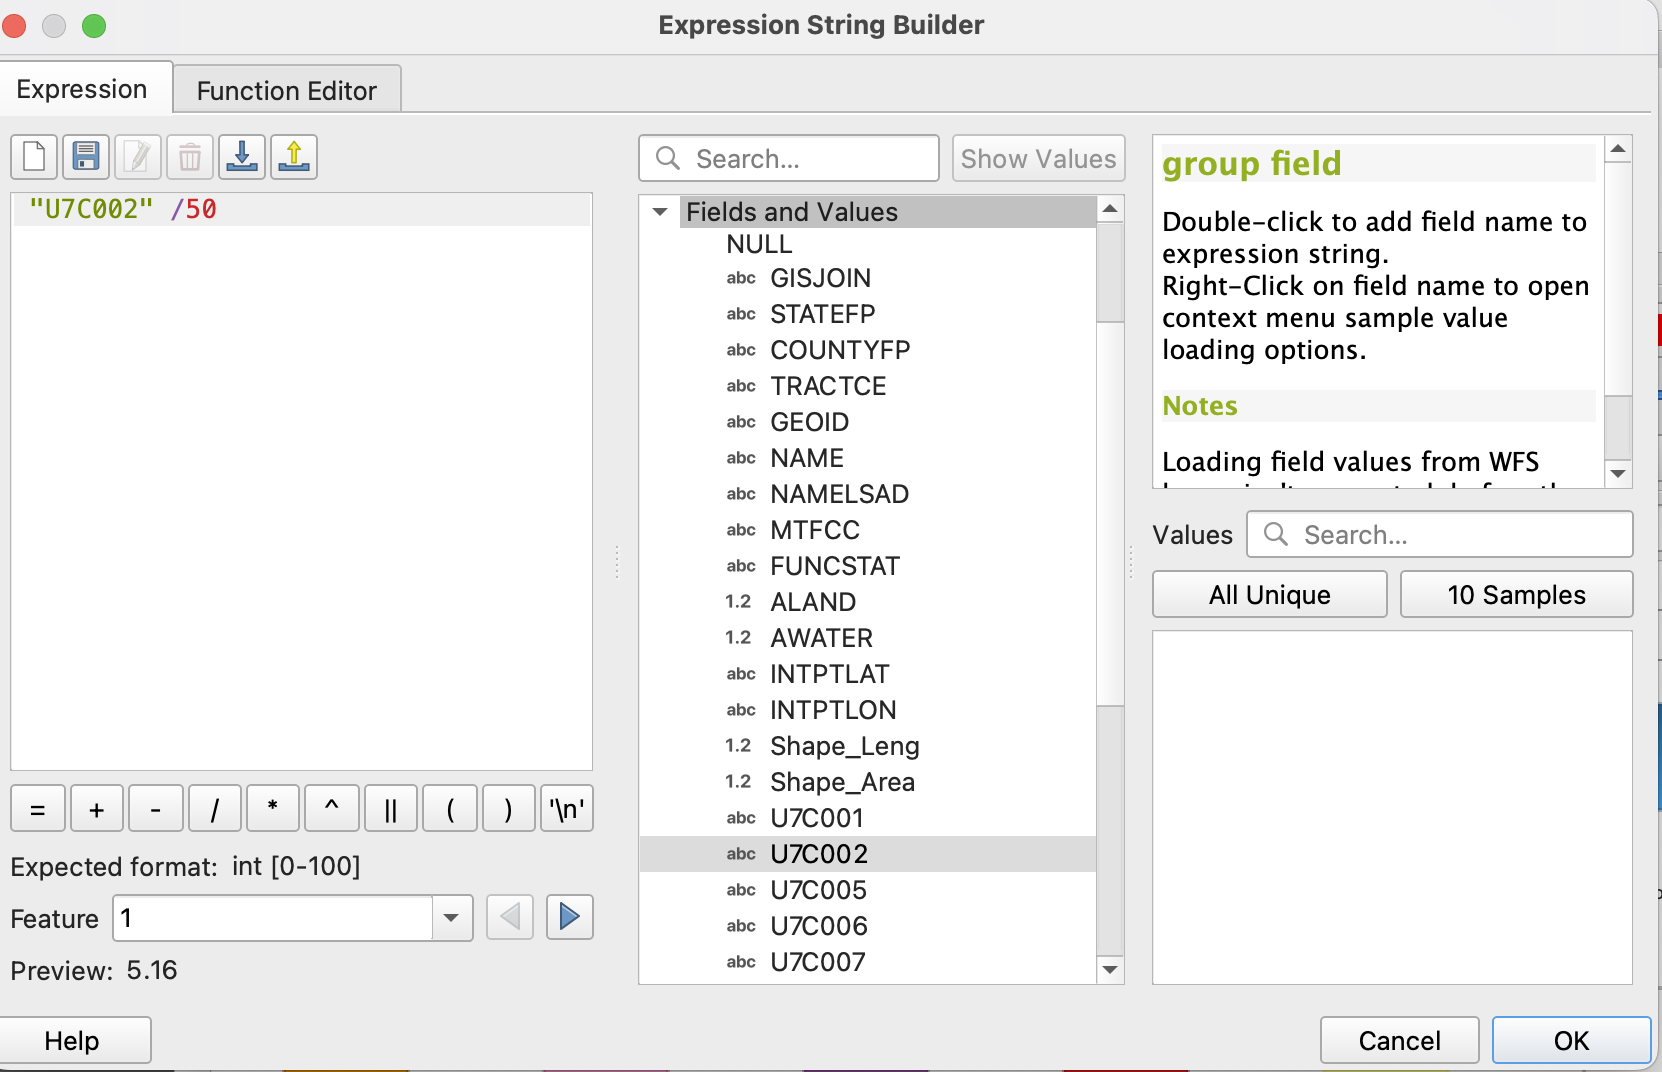 Expression String Builder
Expression
Function Editor
"U7C002" /50
= + - / * ^ || ( ) '\n'
Expected format: int [0-100]
Feature 1
Preview: 5.16
Help
Search...
Show Values
Fields and Values
NULL
abc GISJOIN
abc STATEFP
abc COUNTYFP
abc TRACTCE
abc GEOID
abc NAME
abc NAMELSAD
abc MTFCC
abc FUNCSTAT
1.2 ALAND
1.2 AWATER
abc INTPTLAT
abc INTPTLON
1.2 Shape_Leng
1.2 Shape_Area
abc U7C001
abc U7C002
abc U7C005
abc U7C006
abc U7C007
group field
Double-click to add field name to
expression string.
Right-Click on field name to open
context menu sample value
loading options.
Notes
Loading field values from WFS
Values Search...
All Unique
10 Samples
Cancel
OK